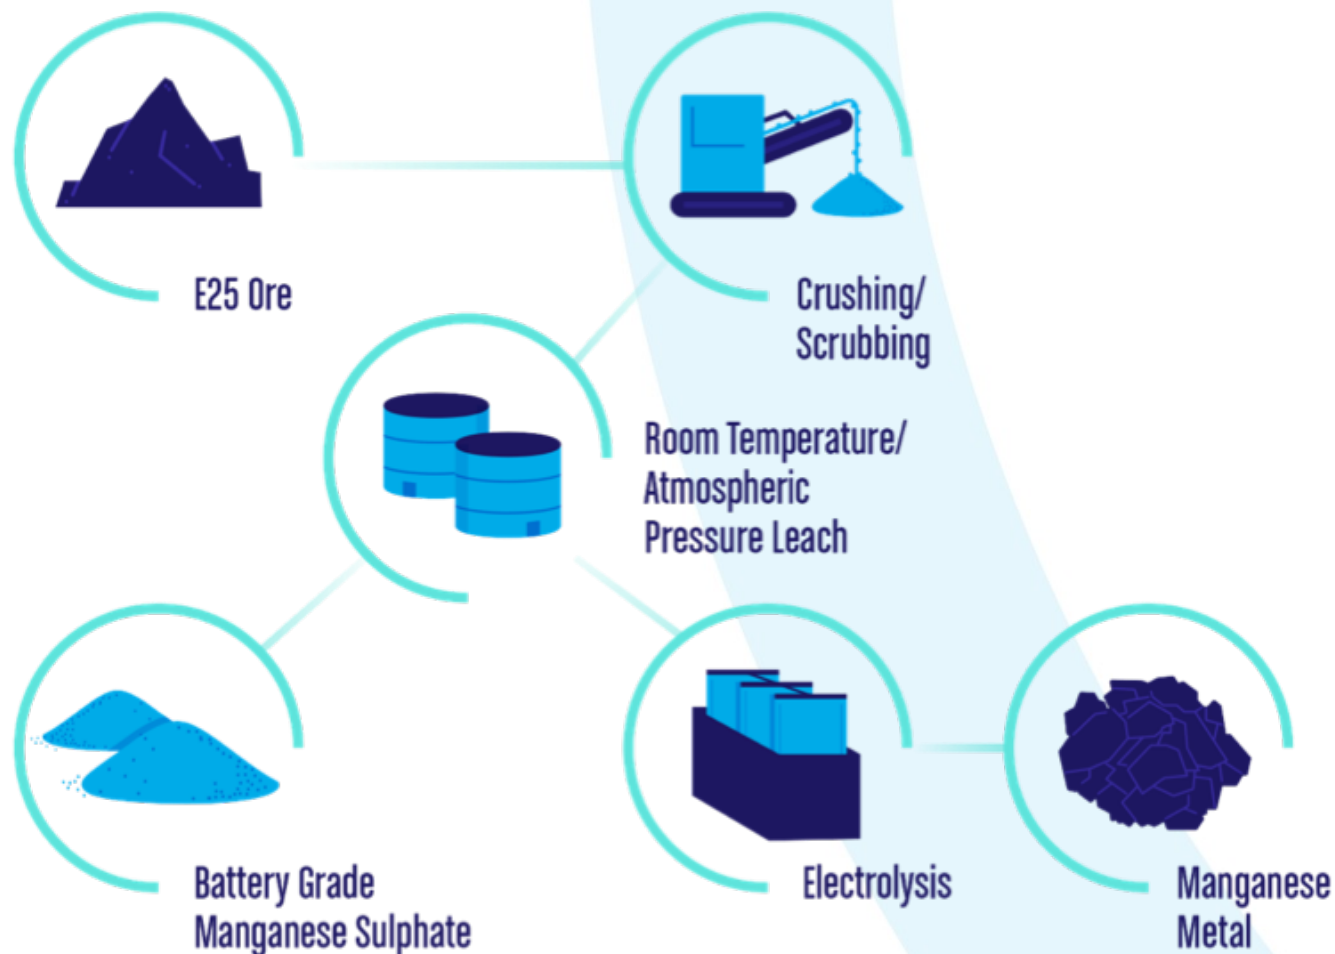 E25 Ore
Crushing/
Scrubbing
Room Temperature/
Atmospheric
Pressure Leach
Battery Grade
Manganese Sulphate
Electrolysis
Manganese
Metal